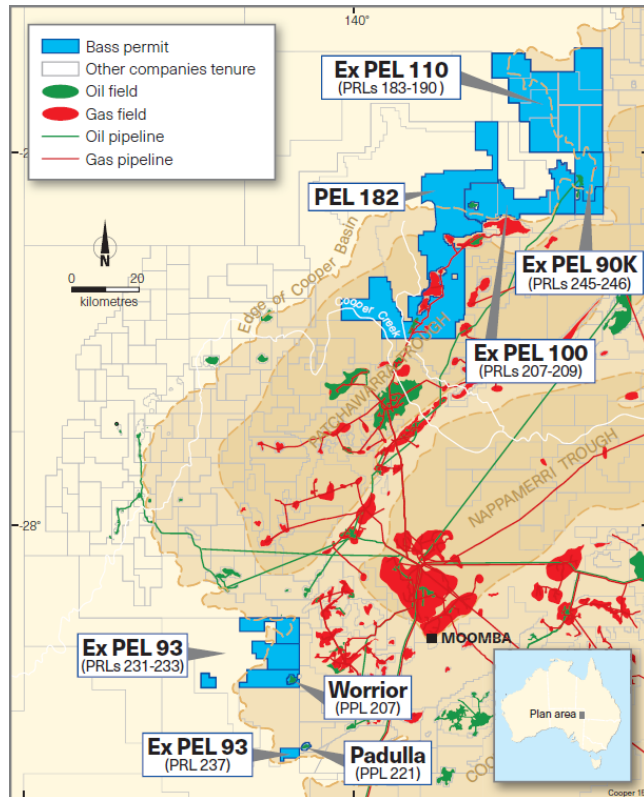 140°
Bass permit
Other companies tenure
Oil field
Gas field
Oil pipeline
Gas pipeline
Ex PEL 110
(PRLs 183-190)
PEL 182
N
0 20
kilometres
Edge of Cooper Basin
Ex PEL 90K
(PRLs 245-246)
Cooper Creek
Ex PEL 100
(PRLs 207-209)
PATCHAWARRA TROUGH
NAPPAMERRI TROUGH
28°
MOOMBA
Ex PEL 93
(PRLs 231-233)
Worrior
(PPL 207)
Plan area
Ex PEL 93
(PRL 237)
Padulla
(PPL 221)